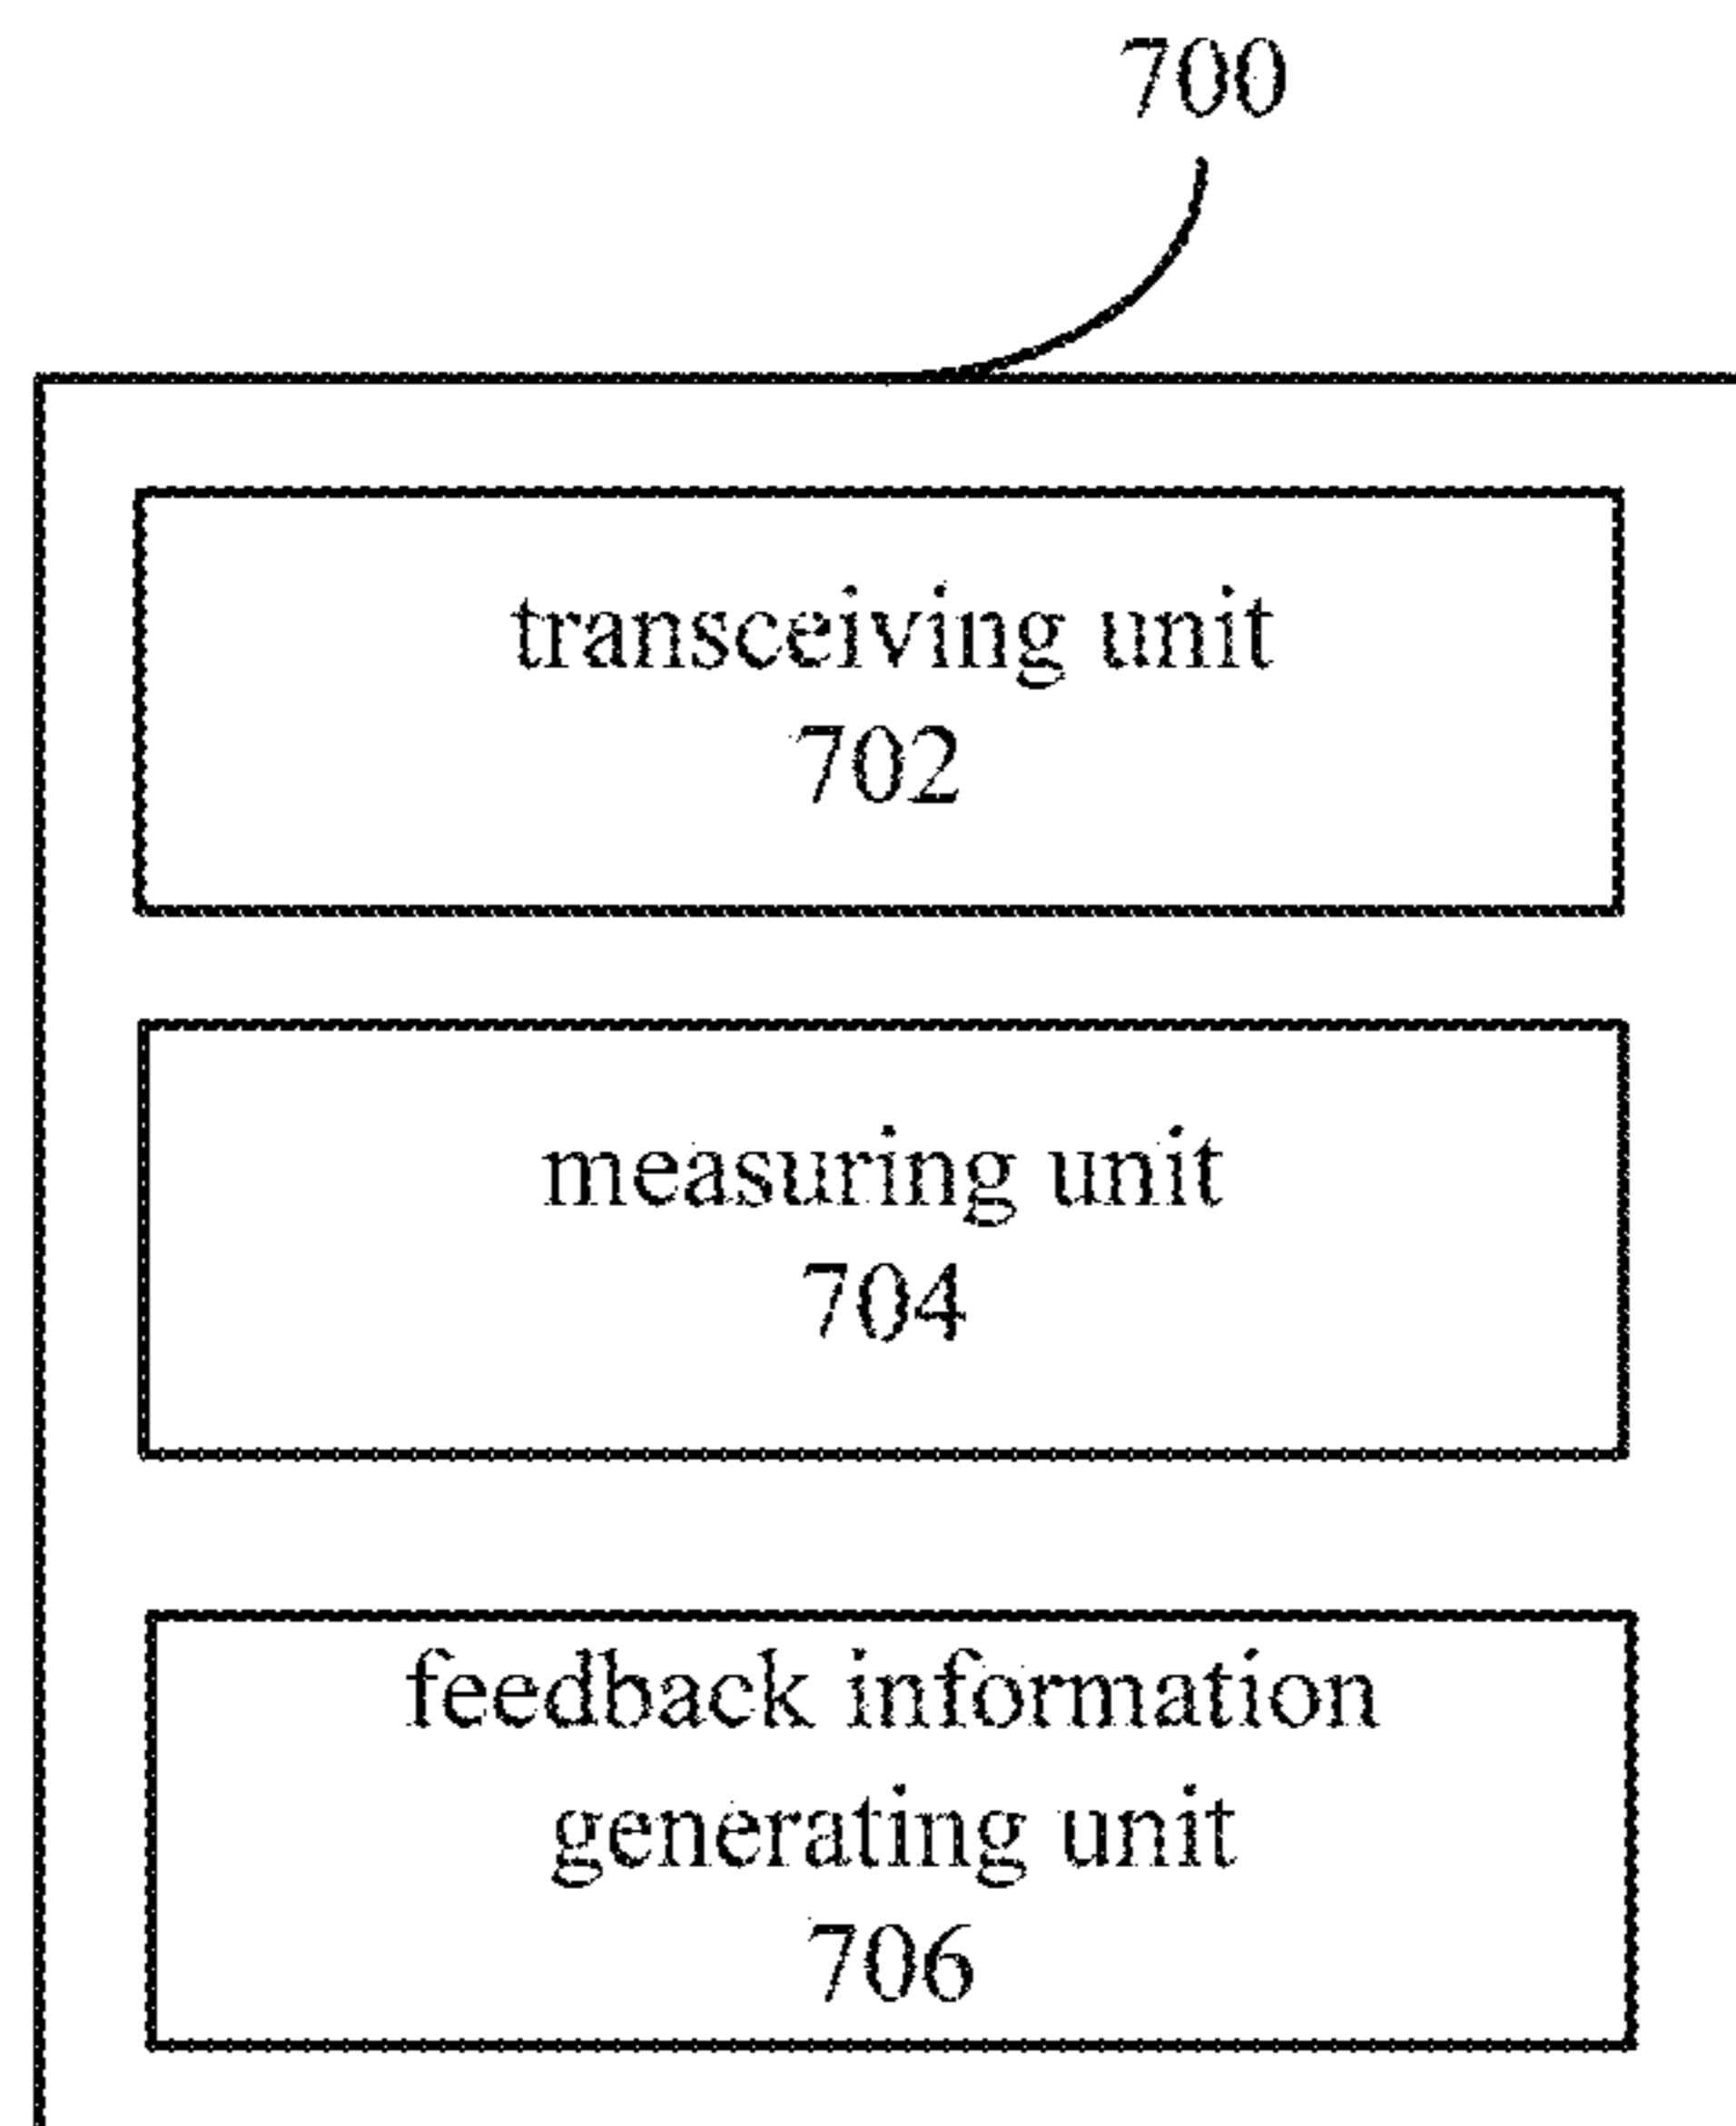 700
transceiving unit
702
measuring unit
704
feedback information
generating unit
706